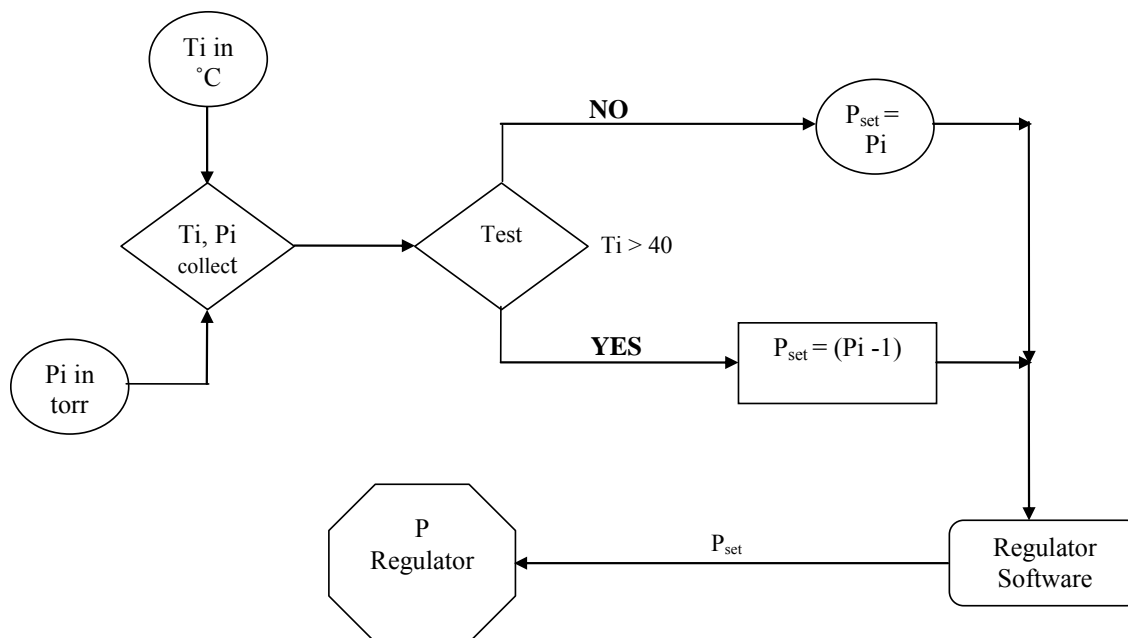 Ti in
˚C
NO
P_set =
Pi
Ti, Pi
collect
Test
Ti > 40
YES
P_set = (Pi -1)
Pi in
torr
P
Regulator
P_set
Regulator
Software